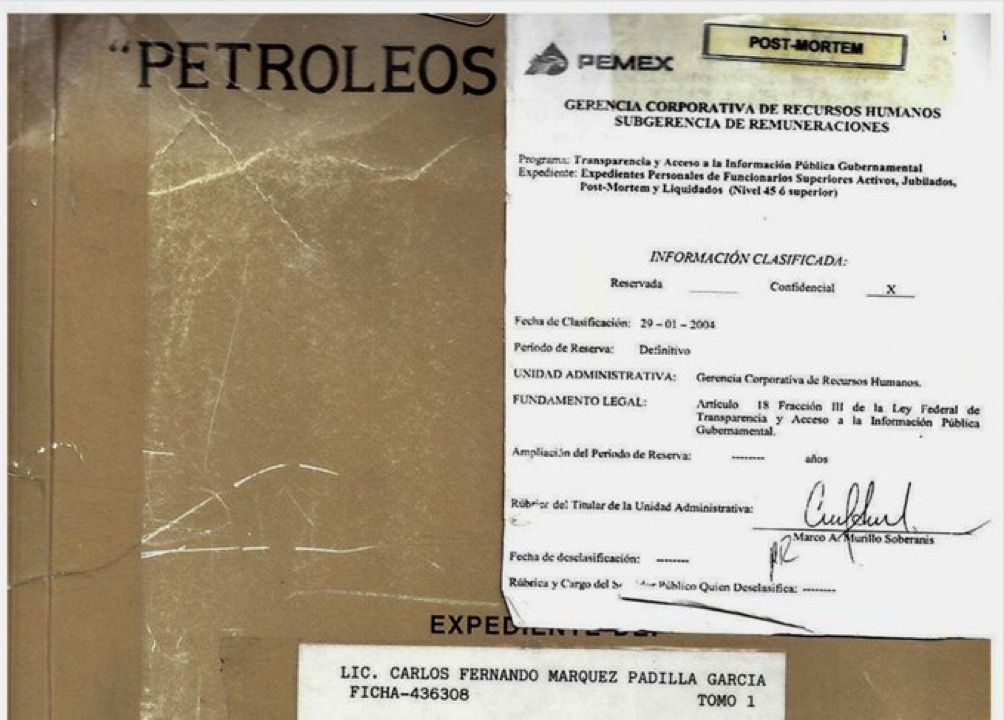 "PETROLEOS
POST-MORTEM
PEMEX
GERENCIA CORPORATIVA DE RECURSOS HUMANOS
SUBGERENCIA DE REMUNERACIONES
Programa: Transparencia y Acceso a la Información Pública Gubernamental
Expediente: Expedientes Personales de Funcionarios Superiores Activos, Jubilados,
Post-Mortem y Liquidados (Nivel 45 ó superior)
INFORMACIÓN CLASIFICADA:
Reservada ______ Confidencial __X__
Fecha de Clasificación: 29 – 01 – 2004
Periodo de Reserva: Definitivo
UNIDAD ADMINISTRATIVA: Gerencia Corporativa de Recursos Humanos.
FUNDAMENTO LEGAL: Artículo 18 Fracción III de la Ley Federal de
Transparencia y Acceso a la Información Pública
Gubernamental.
Ampliación del Periodo de Reserva: -------- años
Rúbrica del Titular de la Unidad Administrativa:
Marco A. Murillo Soberanis
Fecha de desclasificación: --------
Rúbrica y Cargo del Público Quien Desclasifica: --------
LIC. CARLOS FERNANDO MARQUEZ PADILLA GARCIA
FICHA-436308 TOMO 1